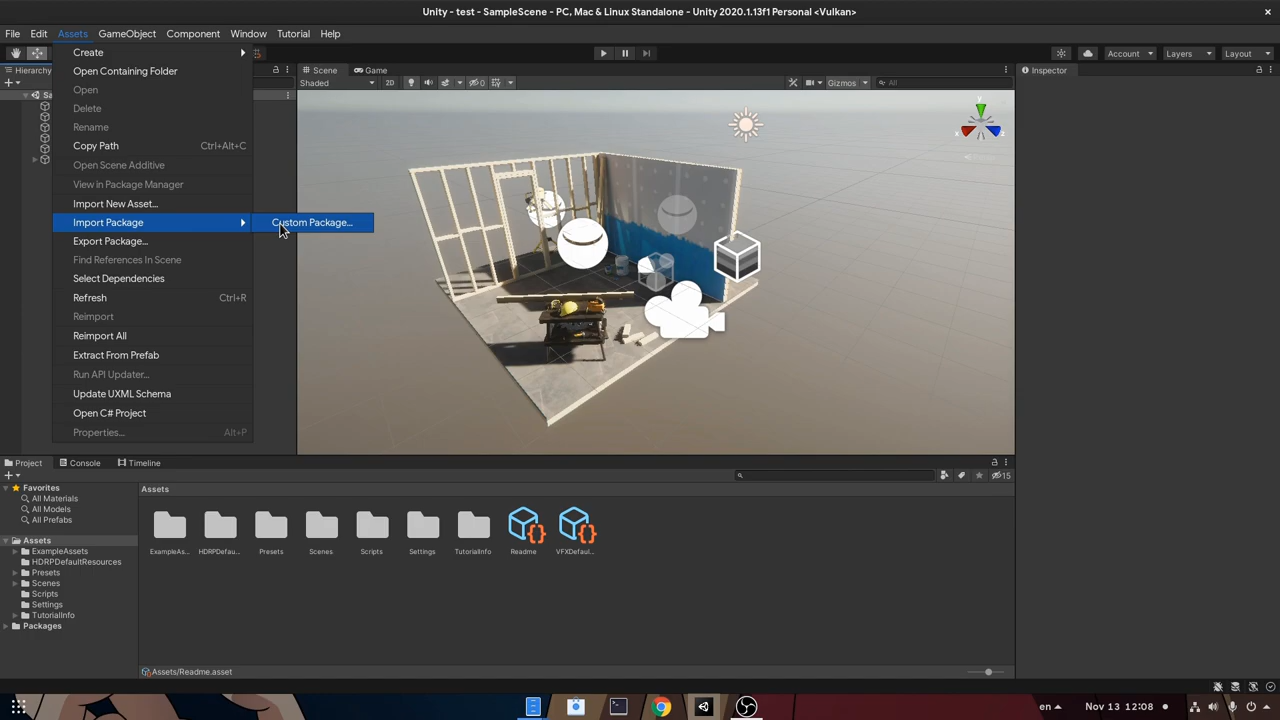 Unity - test - SampleScene - PC, Mac & Linux Standalone - Unity 2020.1.13f1 Personal <Vulkan>
File Edit Assets GameObject Component Window Tutorial Help
Account Layers Layout
Hierarchy
Scene Game
Inspector
Shaded 2D 0 Gizmos All
Create
Open Containing Folder
Open
Delete
Rename
Copy Path Ctrl+Alt+C
Open Scene Additive
View in Package Manager
Import New Asset...
Import Package Custom Package...
Export Package...
Find References In Scene
Select Dependencies
Refresh Ctrl+R
Reimport
Reimport All
Extract From Prefab
Run API Updater...
Update UXML Schema
Open C# Project
Properties... Alt+P
y
x z
Project Console Timeline
15
Favorites
All Materials
All Models
All Prefabs
Assets
ExampleAssets
HDRPDefaultResources
Presets
Scenes
Scripts
Settings
TutorialInfo
Packages
Assets
ExampleAs... HDRPDefau... Presets Scenes Scripts Settings TutorialInfo Readme VFXDefaul...
Assets/Readme.asset
en Nov 13 12:08